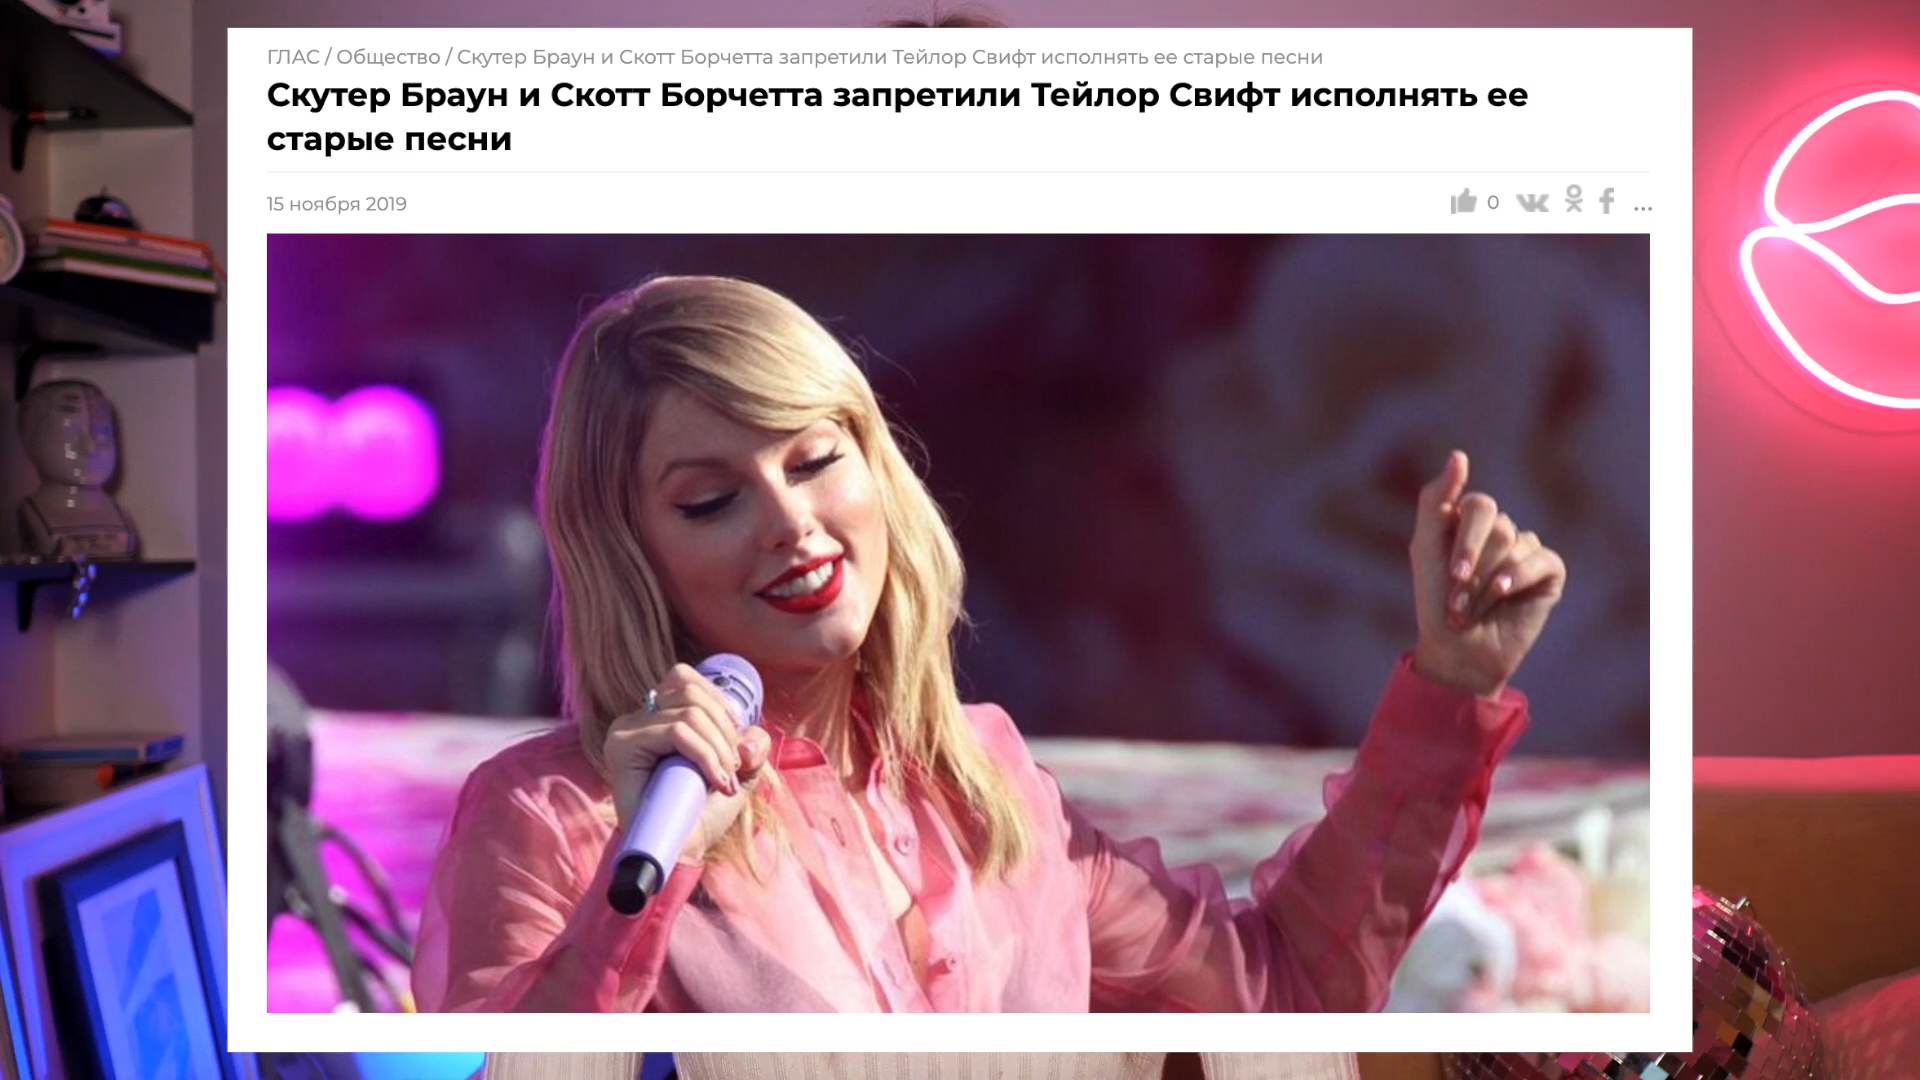 ГЛАС / Общество / Скутер Браун и Скотт Борчетта запретили Тейлор Свифт исполнять ее старые песни
Скутер Браун и Скотт Борчетта запретили Тейлор Свифт исполнять ее
старые песни
15 ноября 2019
0
...